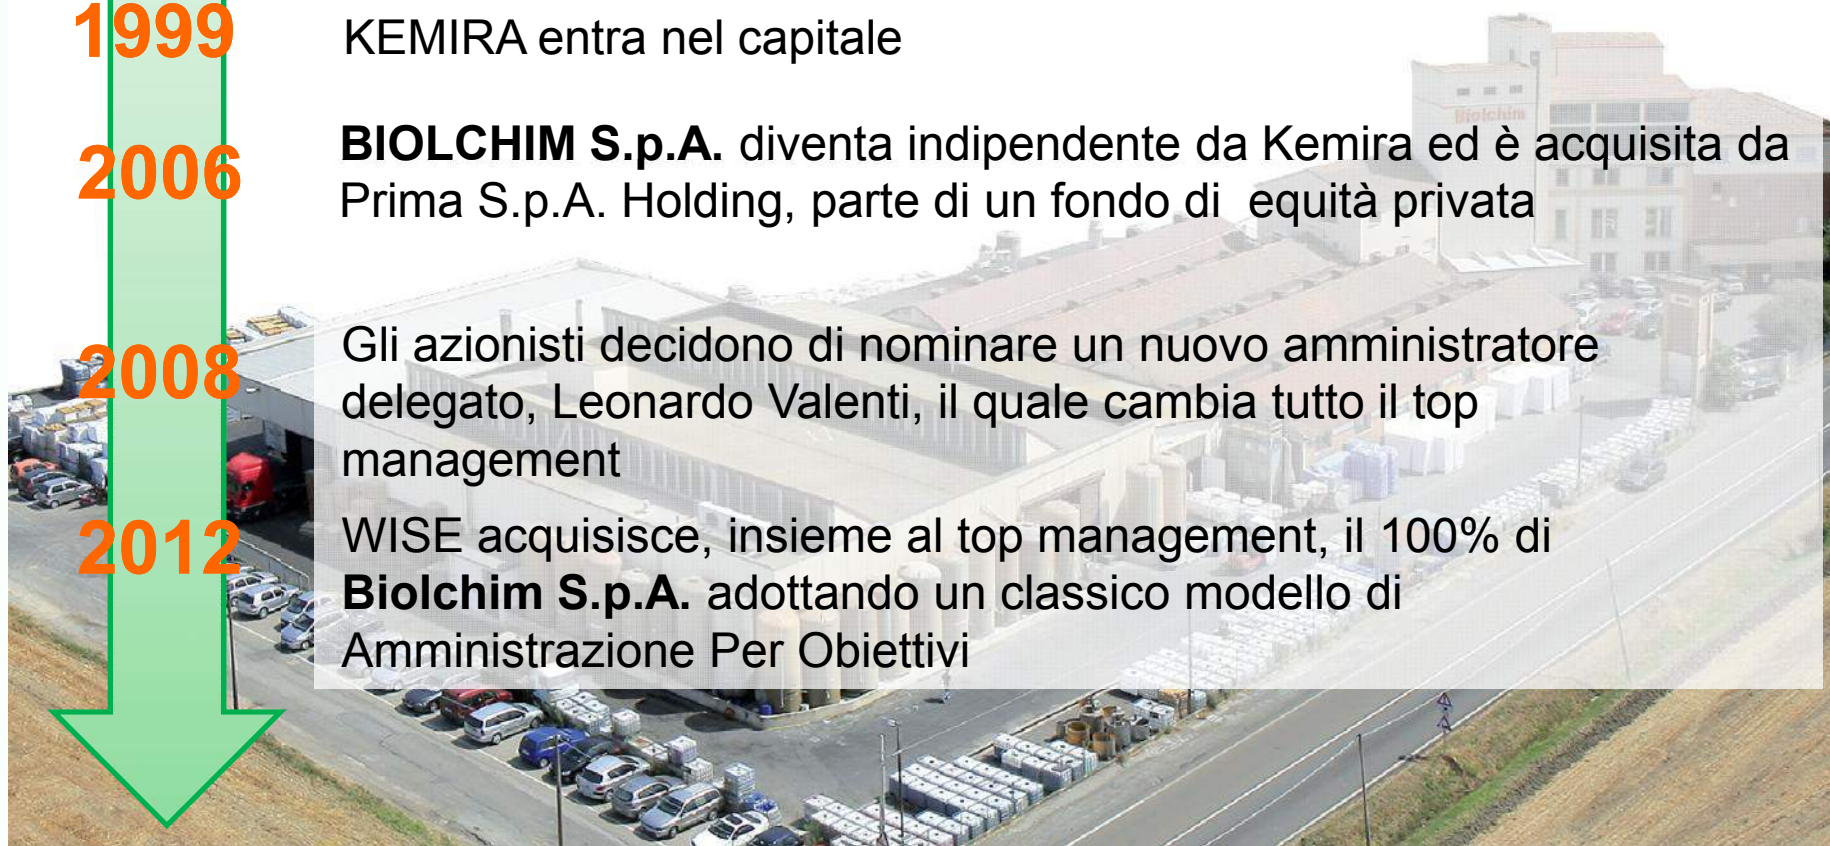 1999
KEMIRA entra nel capitale
Biolchim
2006
BIOLCHIM S.p.A. diventa indipendente da Kemira ed è acquisita da
Prima S.p.A. Holding, parte di un fondo di  equità privata
2008
Gli azionisti decidono di nominare un nuovo amministratore
delegato, Leonardo Valenti, il quale cambia tutto il top
management
2012
WISE acquisisce, insieme al top management, il 100% di
Biolchim S.p.A. adottando un classico modello di
Amministrazione Per Obiettivi